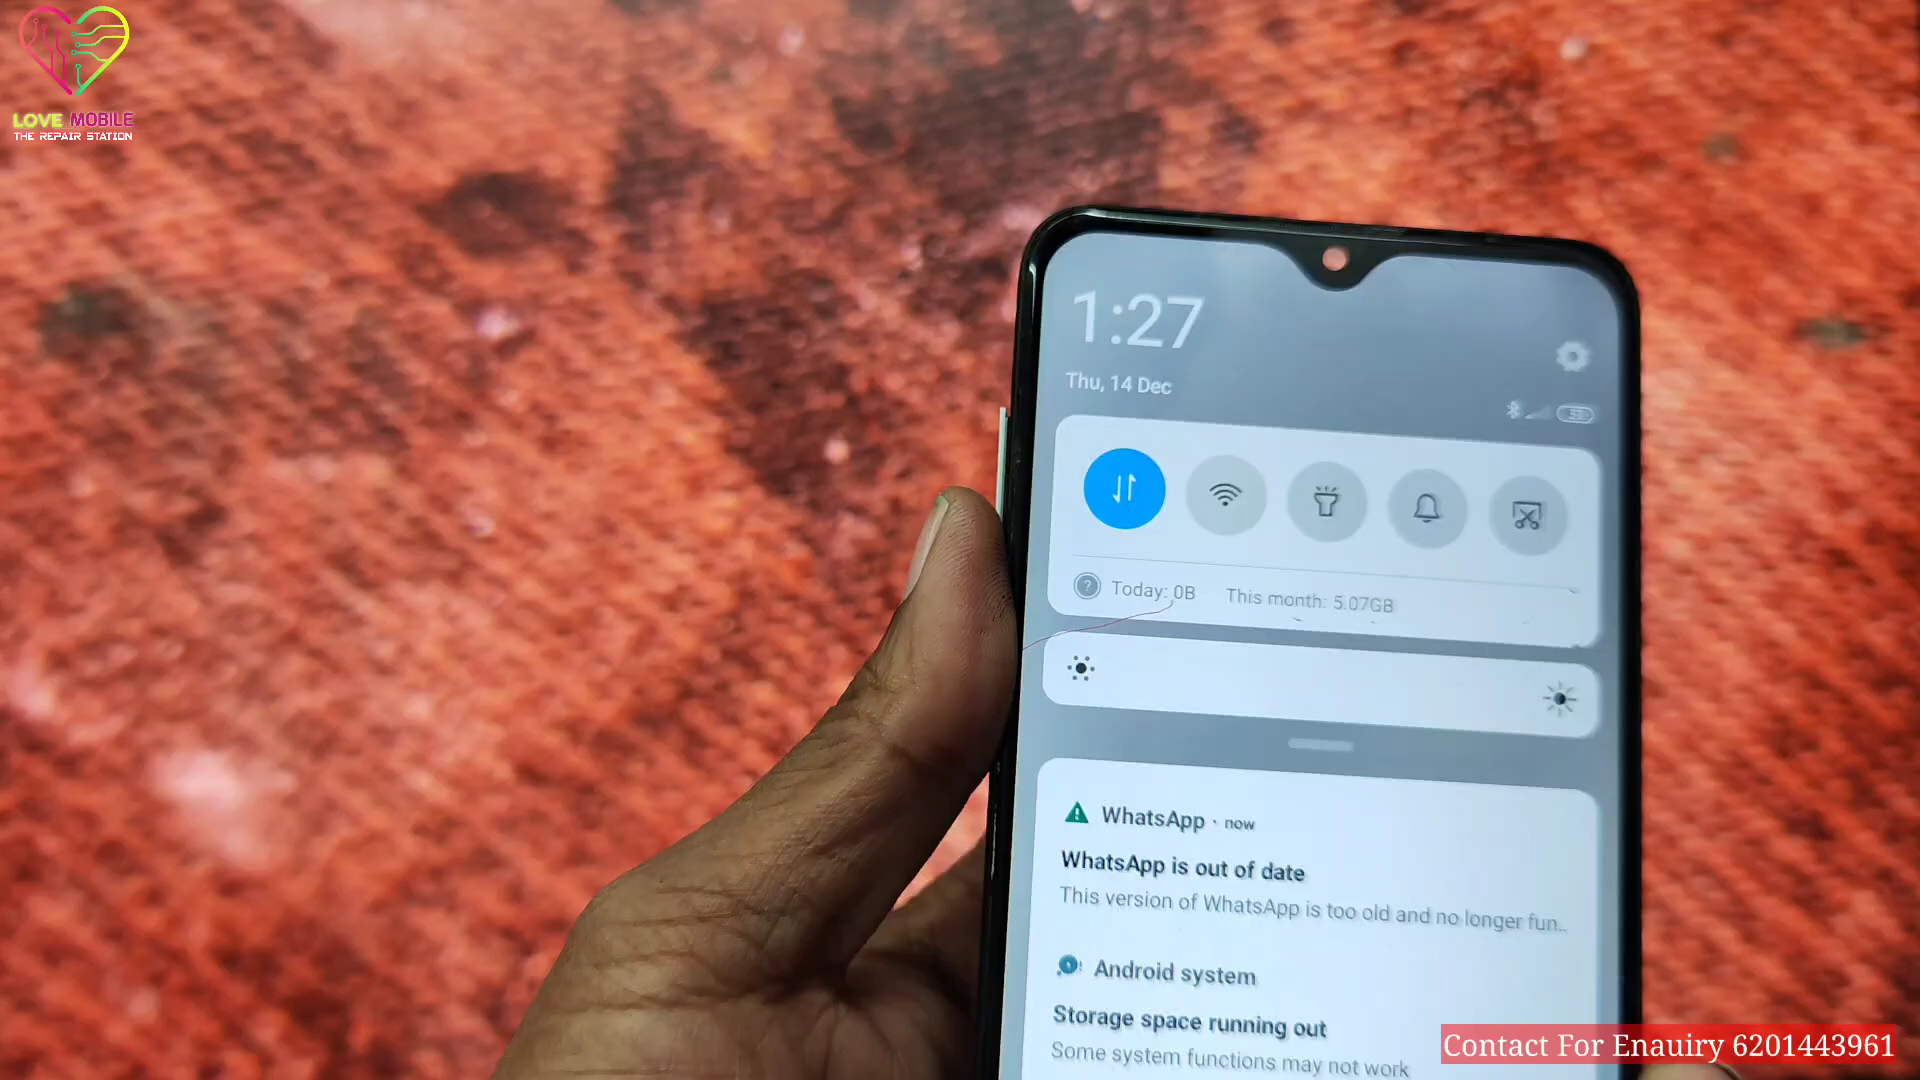 LOVE MOBILE
THE REPAIR STATION
1:27
Thu, 14 Dec
53
Today: 0B This month: 5.07GB
WhatsApp · now
WhatsApp is out of date
This version of WhatsApp is too old and no longer fun..
Android system
Storage space running out
Some system functions may not work
Contact For Enauiry 6201443961